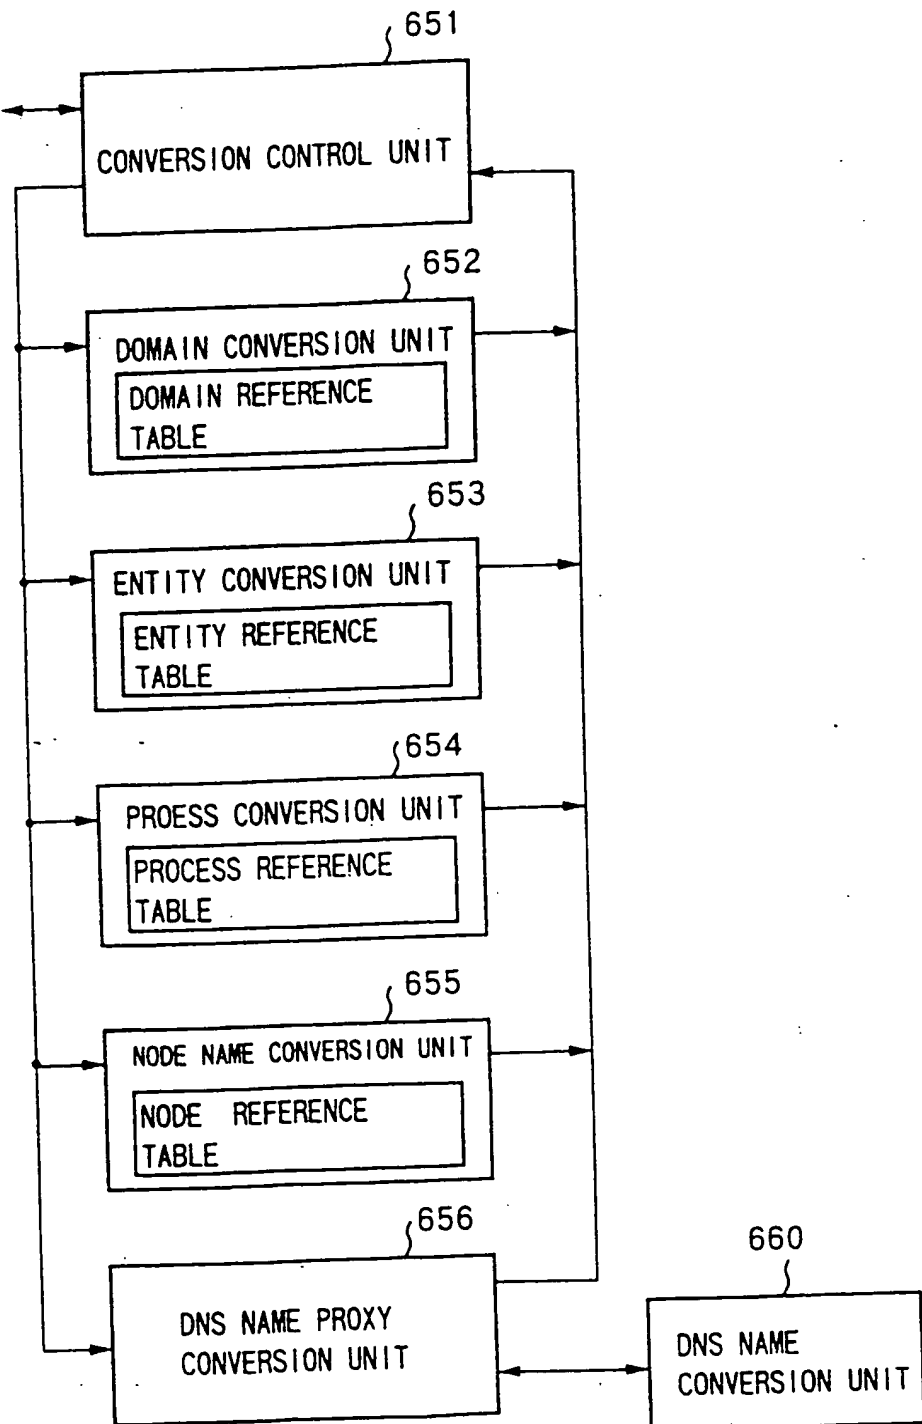 651
CONVERSION CONTROL UNIT
652
DOMAIN CONVERSION UNIT
DOMAIN REFERENCE
TABLE
653
ENTITY CONVERSION UNIT
ENTITY REFERENCE
TABLE
654
PROESS CONVERSION UNIT
PROCESS REFERENCE
TABLE
655
NODE NAME CONVERSION UNIT
NODE REFERENCE
TABLE
656
DNS NAME PROXY
CONVERSION UNIT
660
DNS NAME
CONVERSION UNIT